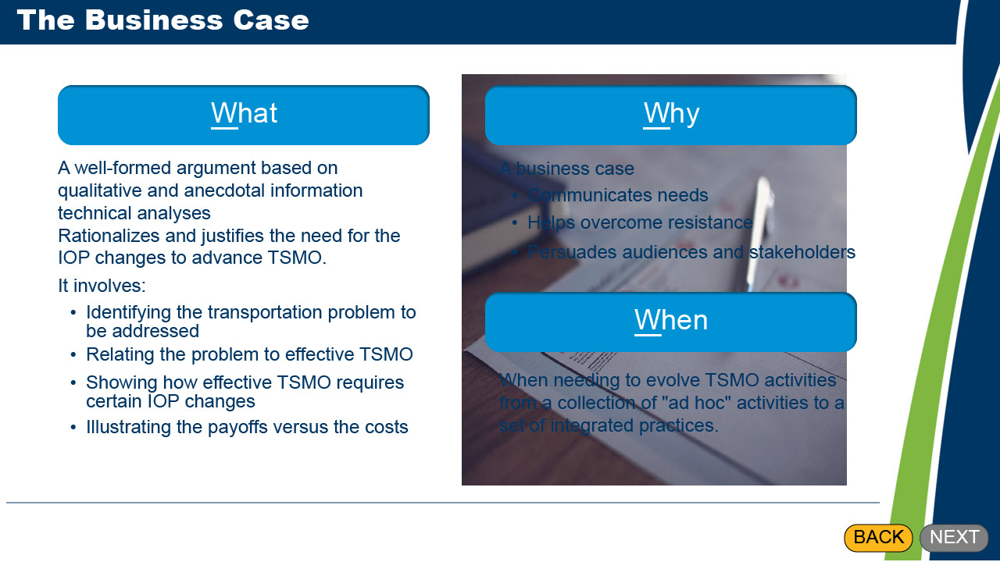 The Business Case
What
A well-formed argument based on
qualitative and anecdotal information
technical analyses
Rationalizes and justifies the need for the
IOP changes to advance TSMO.
It involves:
• Identifying the transportation problem to
be addressed
• Relating the problem to effective TSMO
• Showing how effective TSMO requires
certain IOP changes
• Illustrating the payoffs versus the costs
Why
A business case
• Communicates needs
• Helps overcome resistance
• Persuades audiences and stakeholders
When
When needing to evolve TSMO activities
from a collection of "ad hoc" activities to a
set of integrated practices.
BACK
NEXT